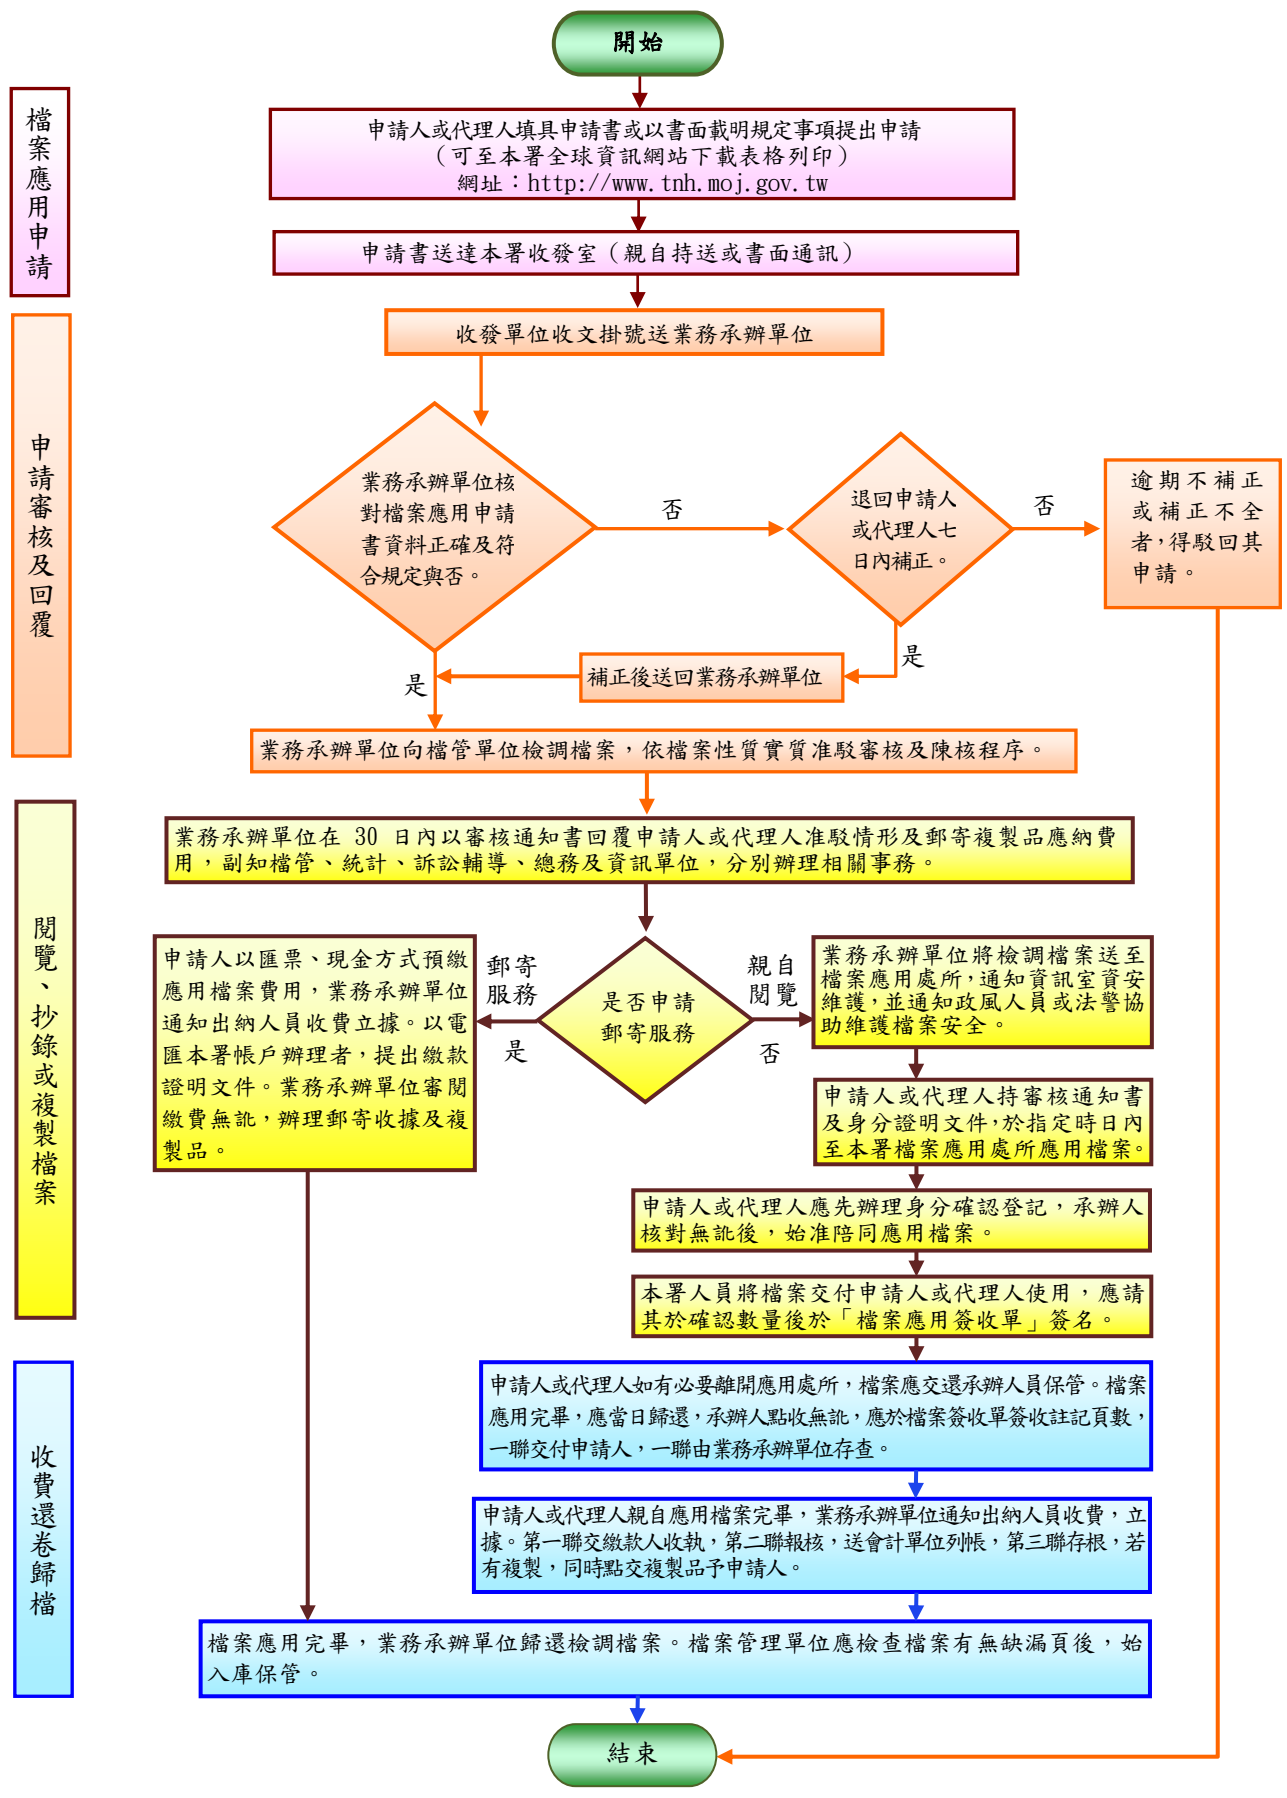 開始
檔案應用申請
申請人或代理人填具申請書或以書面載明規定事項提出申請
（可至本署全球資訊網站下載表格列印）
網址：http://www.tnh.moj.gov.tw
申請書送達本署收發室（親自持送或書面通訊）
申請審核及回覆
收發單位收文掛號送業務承辦單位
業務承辦單位核
對檔案應用申請
書資料正確及符
合規定與否。
否
退回申請人
或代理人七
日內補正。
否
逾期不補正
或補正不全
者，得駁回其
申請。
是
補正後送回業務承辦單位
是
業務承辦單位向檔管單位檢調檔案，依檔案性質實質准駁審核及陳核程序。
閱覽、抄錄或複製檔案
業務承辦單位在 30 日內以審核通知書回覆申請人或代理人准駁情形及郵寄複製品應納費
用，副知檔管、統計、訴訟輔導、總務及資訊單位，分別辦理相關事務。
是否申請
郵寄服務
郵寄
服務
是
申請人以匯票、現金方式預繳
應用檔案費用，業務承辦單位
通知出納人員收費立據。以電
匯本署帳戶辦理者，提出繳款
證明文件。業務承辦單位審閱
繳費無訛，辦理郵寄收據及複
製品。
親自
閱覽
否
業務承辦單位將檢調檔案送至
檔案應用處所，通知資訊室資安
維護，並通知政風人員或法警協
助維護檔案安全。
申請人或代理人持審核通知書
及身分證明文件，於指定時日內
至本署檔案應用處所應用檔案。
申請人或代理人應先辦理身分確認登記，承辦人
核對無訛後，始准陪同應用檔案。
本署人員將檔案交付申請人或代理人使用，應請
其於確認數量後於「檔案應用簽收單」簽名。
收費還卷歸檔
申請人或代理人如有必要離開應用處所，檔案應交還承辦人員保管。檔案
應用完畢，應當日歸還，承辦人點收無訛，應於檔案簽收單簽收註記頁數，
一聯交付申請人，一聯由業務承辦單位存查。
申請人或代理人親自應用檔案完畢，業務承辦單位通知出納人員收費，立
據。第一聯交繳款人收執，第二聯報核，送會計單位列帳，第三聯存根，若
有複製，同時點交複製品予申請人。
檔案應用完畢，業務承辦單位歸還檢調檔案。檔案管理單位應檢查檔案有無缺漏頁後，始
入庫保管。
結束